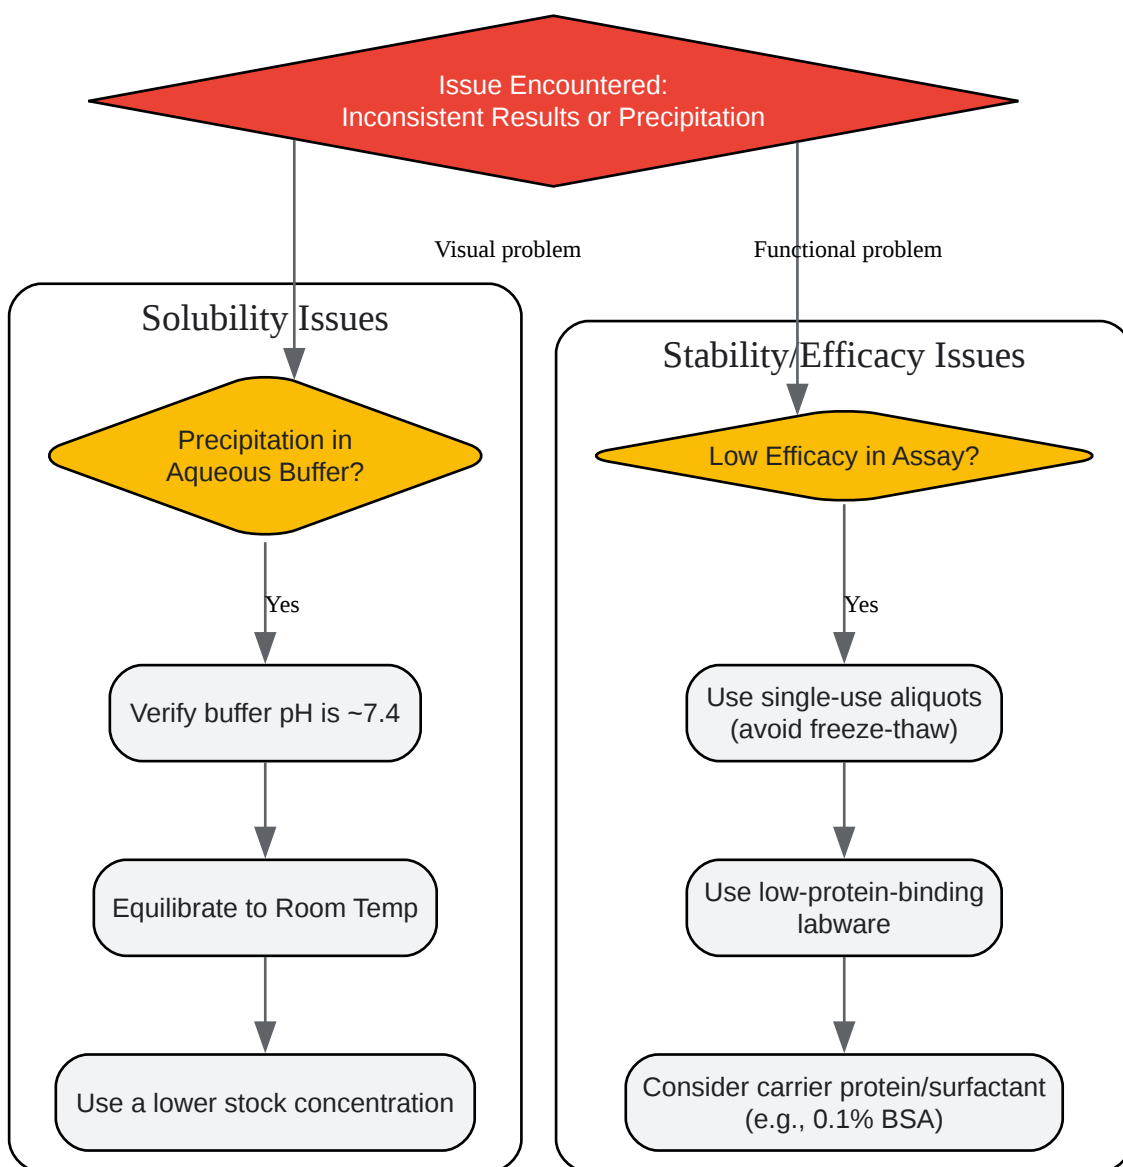 Issue Encountered:
Inconsistent Results or Precipitation
Visual problem
Functional problem
Solubility Issues
Precipitation in
Aqueous Buffer?
Yes
Verify buffer pH is ~7.4
Equilibrate to Room Temp
Use a lower stock concentration
Stability/Efficacy Issues
Low Efficacy in Assay?
Yes
Use single-use aliquots
(avoid freeze-thaw)
Use low-protein-binding
labware
Consider carrier protein/surfactant
(e.g., 0.1% BSA)